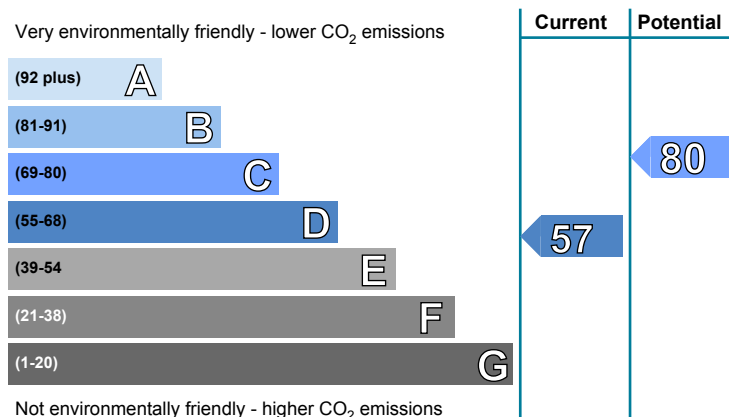 Current Potential
Very environmentally friendly - lower CO2 emissions
(92 plus) A
(81-91) B
(69-80) C
80
(55-68) D
57
(39-54 E
(21-38) F
(1-20) G
Not environmentally friendly - higher CO2 emissions